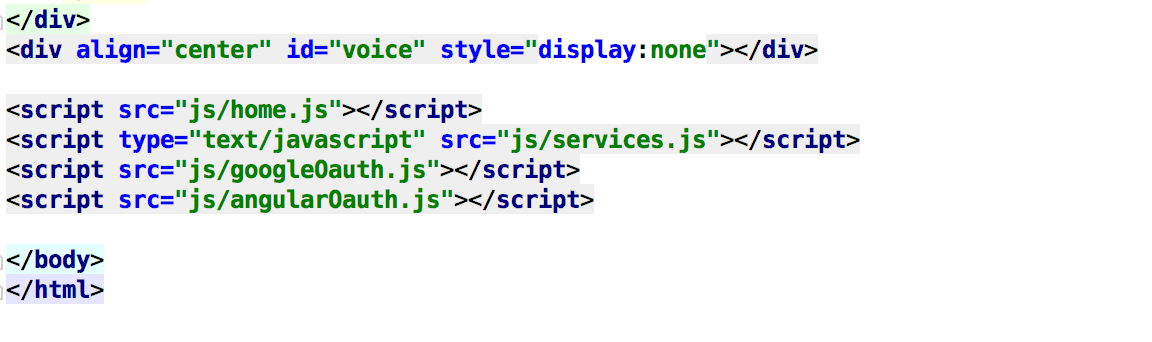 </div>
<div align="center" id="voice" style="display:none"></div>
<script src="js/home.js"></script>
<script type="text/javascript" src="js/services.js"></script>
<script src="js/googleOauth.js"></script>
<script src="js/angularOauth.js"></script>
</body>
</html>